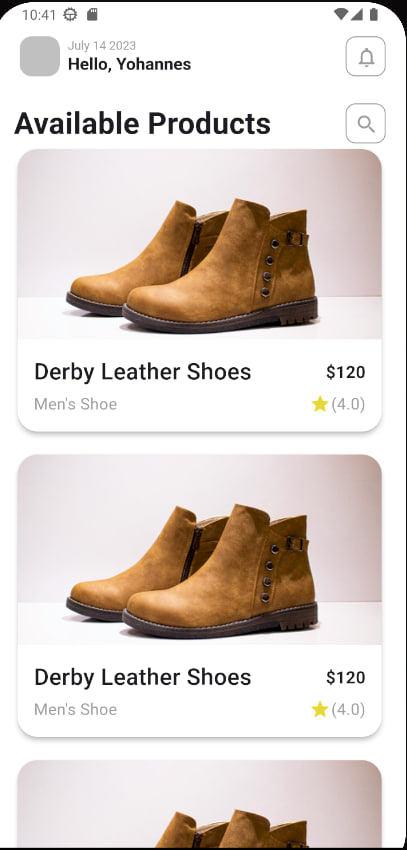 10:41
July 14 2023
Hello, Yohannes
Available Products
Derby Leather Shoes $120
Men's Shoe (4.0)
Derby Leather Shoes $120
Men's Shoe (4.0)